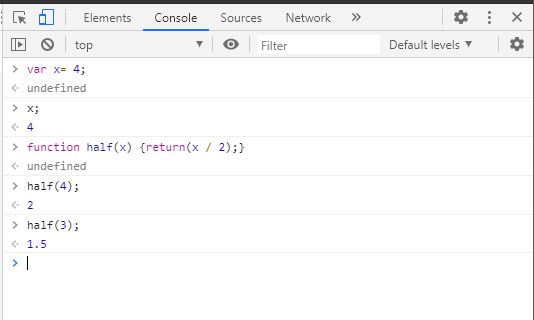 Elements Console Sources Network »
top ▼ Filter Default levels ▼
> var x= 4;
<· undefined
> x;
<· 4
> function half(x) {return(x / 2);}
<· undefined
> half(4);
<· 2
> half(3);
<· 1.5
>